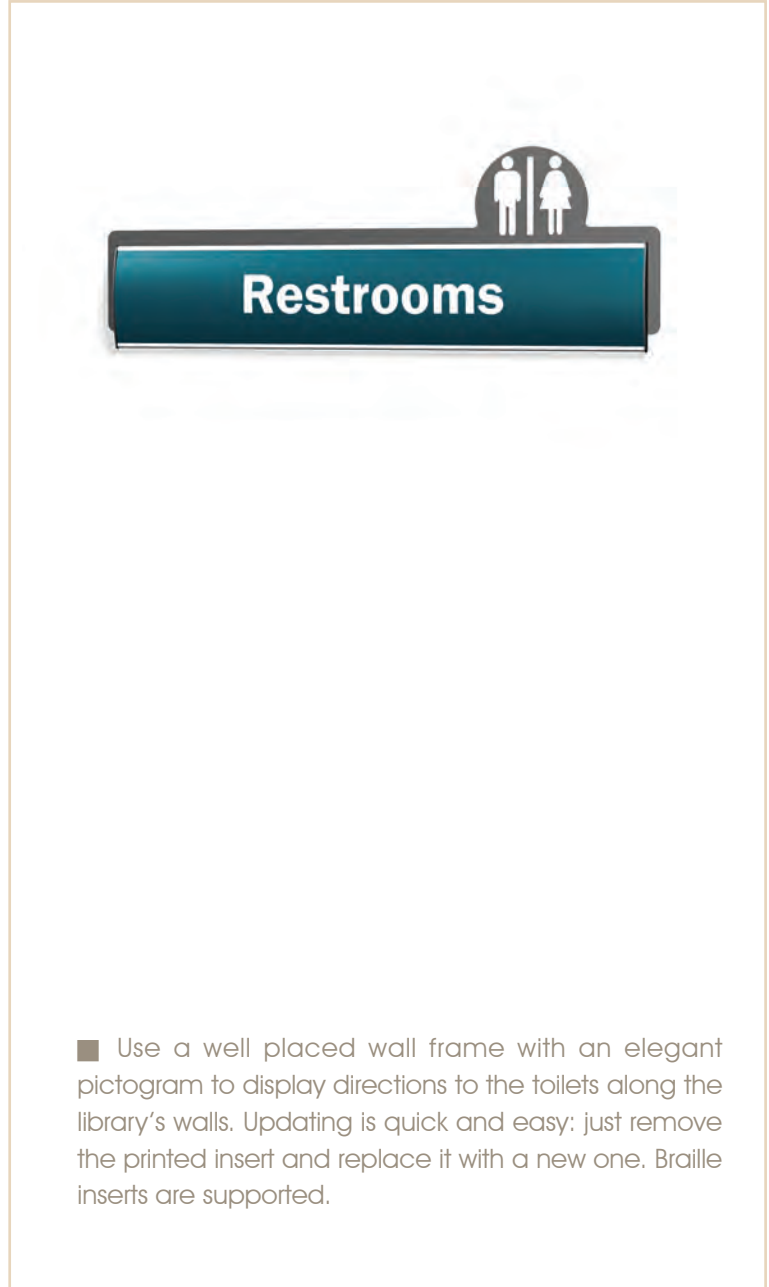 Restrooms
Use a well placed wall frame with an elegant
pictogram to display directions to the toilets along the
library’s walls. Updating is quick and easy: just remove
the printed insert and replace it with a new one. Braille
inserts are supported.